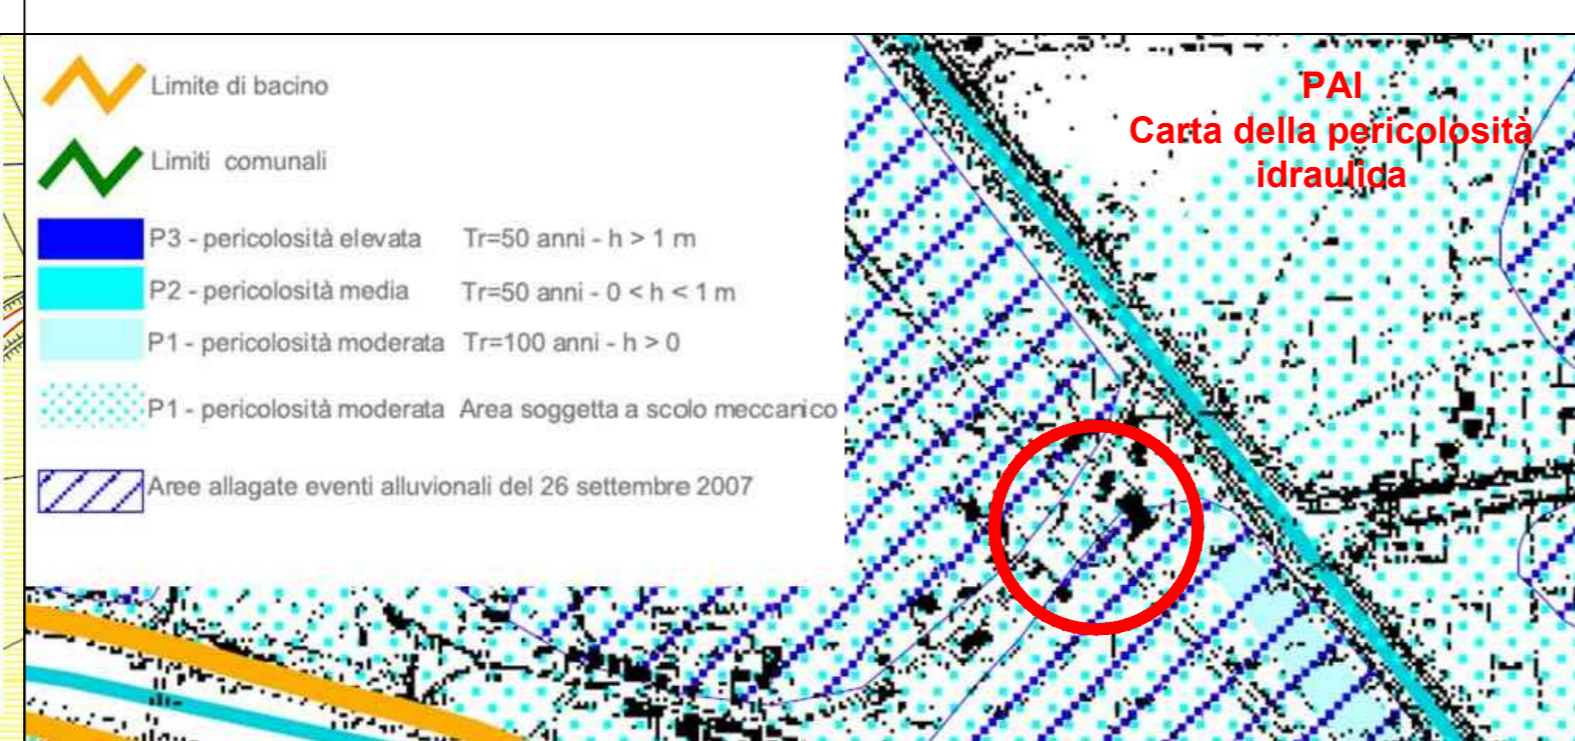 Limite di bacino
Limiti comunali
P3 - pericolosità elevata Tr=50 anni - h > 1 m
P2 - pericolosità media Tr=50 anni - 0 < h < 1 m
P1 - pericolosità moderata Tr=100 anni - h > 0
P1 - pericolosità moderata Area soggetta a scolo meccanico
Aree allagate eventi alluvionali del 26 settembre 2007
PAI
Carta della pericolosità
idraulica